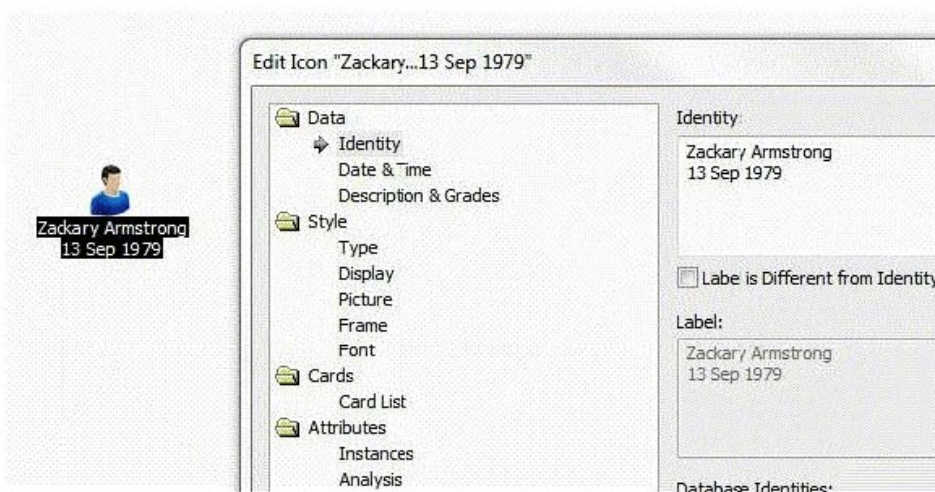 Edit Icon "Zackary...13 Sep 1979"
Zackary Armstrong
13 Sep 1979
Data
Identity
Date & Time
Description & Grades
Style
Type
Display
Picture
Frame
Font
Cards
Card List
Attributes
Instances
Analysis
Identity
Zackary Armstrong
13 Sep 1979
Labe is Different from Identity
Label:
Zackary Armstrong
13 Sep 1979
Database Identities: